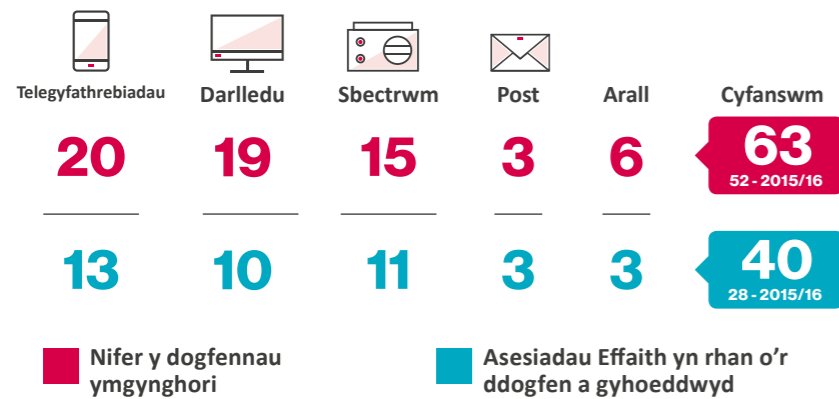 Telegyfathrebiadau Darlledu Sbectrwm Post Arall Cyfanswm
20 19 15 3 6 63
52 - 2015/16
13 10 11 3 3 40
28 - 2015/16
Nifer y dogfennau
ymgynghori
Asesiadau Effaith yn rhan o’r
ddogfen a gyhoeddwyd